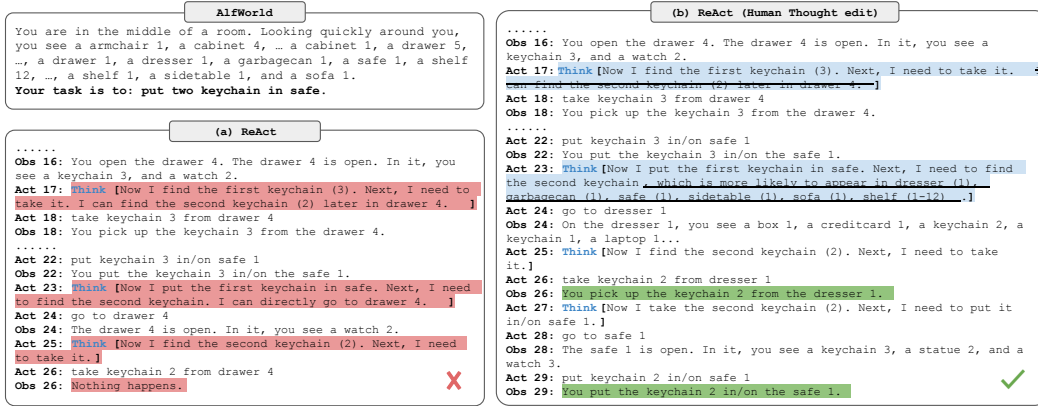 AlfWorld
You are in the middle of a room. Looking quickly around you,
you see a armchair 1, a cabinet 4, … a cabinet 1, a drawer 5,
…, a drawer 1, a dresser 1, a garbagecan 1, a safe 1, a shelf
12, …, a shelf 1, a sidetable 1, and a sofa 1.
Your task is to: put two keychain in safe.
(a) ReAct
......
Obs 16: You open the drawer 4. The drawer 4 is open. In it, you
see a keychain 3, and a watch 2.
Act 17: Think [Now I find the first keychain (3). Next, I need to
take it. I can find the second keychain (2) later in drawer 4. ]
Act 18: take keychain 3 from drawer 4
Obs 18: You pick up the keychain 3 from the drawer 4.
......
Act 22: put keychain 3 in/on safe 1
Obs 22: You put the keychain 3 in/on the safe 1.
Act 23: Think [Now I put the first keychain in safe. Next, I need
to find the second keychain. I can directly go to drawer 4. ]
Act 24: go to drawer 4
Obs 24: The drawer 4 is open. In it, you see a watch 2.
Act 25: Think [Now I find the second keychain (2). Next, I need
to take it.]
Act 26: take keychain 2 from drawer 4
Obs 26: Nothing happens.
(b) ReAct (Human Thought edit)
......
Obs 16: You open the drawer 4. The drawer 4 is open. In it, you see a
keychain 3, and a watch 2.
Act 17: Think [Now I find the first keychain (3). Next, I need to take it. I
can find the second keychain (2) later in drawer 4. ]
Act 18: take keychain 3 from drawer 4
Obs 18: You pick up the keychain 3 from the drawer 4.
......
Act 22: put keychain 3 in/on safe 1
Obs 22: You put the keychain 3 in/on the safe 1.
Act 23: Think [Now I put the first keychain in safe. Next, I need to find
the second keychain, which is more likely to appear in dresser (1),
garbagecan (1), safe (1), sidetable (1), sofa (1), shelf (1-12) .]
Act 24: go to dresser 1
Obs 24: On the dresser 1, you see a box 1, a creditcard 1, a keychain 2, a
keychain 1, a laptop 1...
Act 25: Think [Now I find the second keychain (2). Next, I need to take
it.]
Act 26: take keychain 2 from dresser 1
Obs 26: You pick up the keychain 2 from the dresser 1.
Act 27: Think [Now I take the second keychain (2). Next, I need to put it
in/on safe 1.]
Act 28: go to safe 1
Obs 28: The safe 1 is open. In it, you see a keychain 3, a statue 2, and a
watch 3.
Act 29: put keychain 2 in/on safe 1
Obs 29: You put the keychain 2 in/on the safe 1.